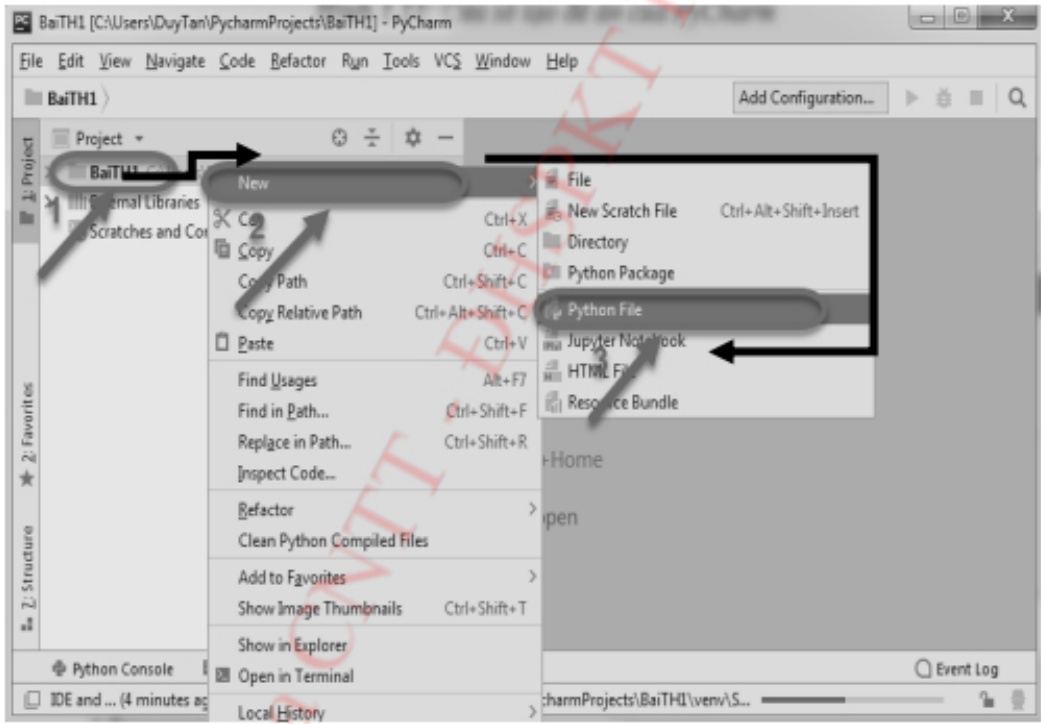 BaiTH1 [C:\Users\DuyTan\PycharmProjects\BaiTH1] - PyCharm
File Edit View Navigate Code Refactor Run Tools VCS Window Help
BaiTH1
Add Configuration...
1: Project
Project
BaiTH1
External Libraries
Scratches and Cor
1
2
3
New
Cut Ctrl+X
Copy Ctrl+C
Copy Path Ctrl+Shift+C
Copy Relative Path Ctrl+Alt+Shift+C
Paste Ctrl+V
Find Usages Alt+F7
Find in Path... Ctrl+Shift+F
Replace in Path... Ctrl+Shift+R
Inspect Code...
Refactor
Clean Python Compiled Files
Add to Favorites
Show Image Thumbnails Ctrl+Shift+T
Show in Explorer
Open in Terminal
Local History
File
New Scratch File Ctrl+Alt+Shift+Insert
Directory
Python Package
Python File
Jupyter Notebook
HTML File
Resource Bundle
+Home
open
2: Favorites
7: Structure
Python Console
Event Log
IDE and ... (4 minutes ag
charmProjects\BaiTH1\venv\S...
CNTT - ĐHSPKT